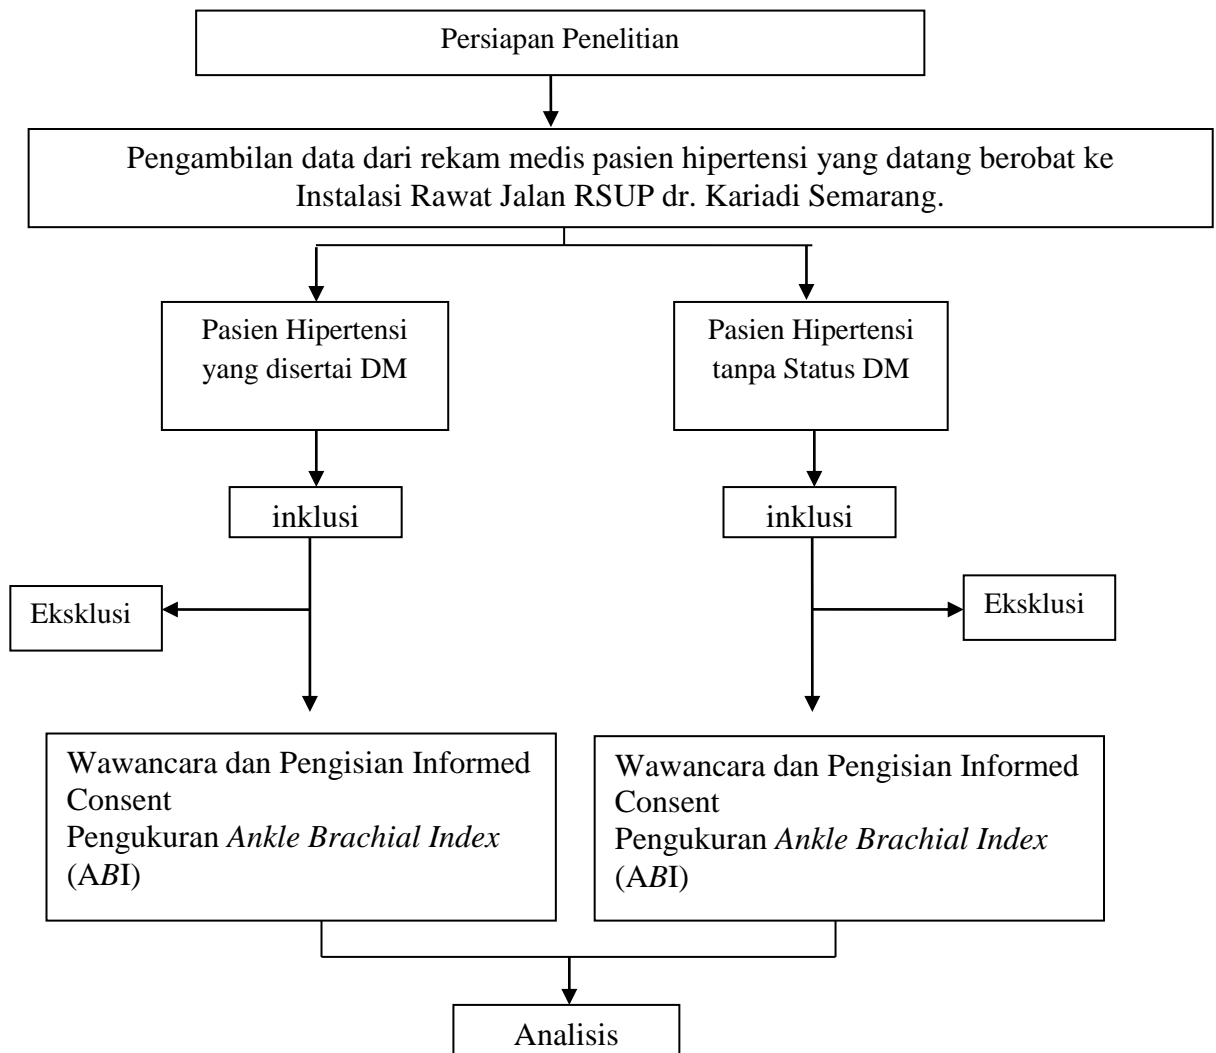 Persiapan Penelitian
Pengambilan data dari rekam medis pasien hipertensi yang datang berobat ke
Instalasi Rawat Jalan RSUP dr. Kariadi Semarang.
Pasien Hipertensi
yang disertai DM
Pasien Hipertensi
tanpa Status DM
inklusi
inklusi
Eksklusi
Eksklusi
Wawancara dan Pengisian Informed
Consent
Pengukuran Ankle Brachial Index
(ABI)
Wawancara dan Pengisian Informed
Consent
Pengukuran Ankle Brachial Index
(ABI)
Analisis